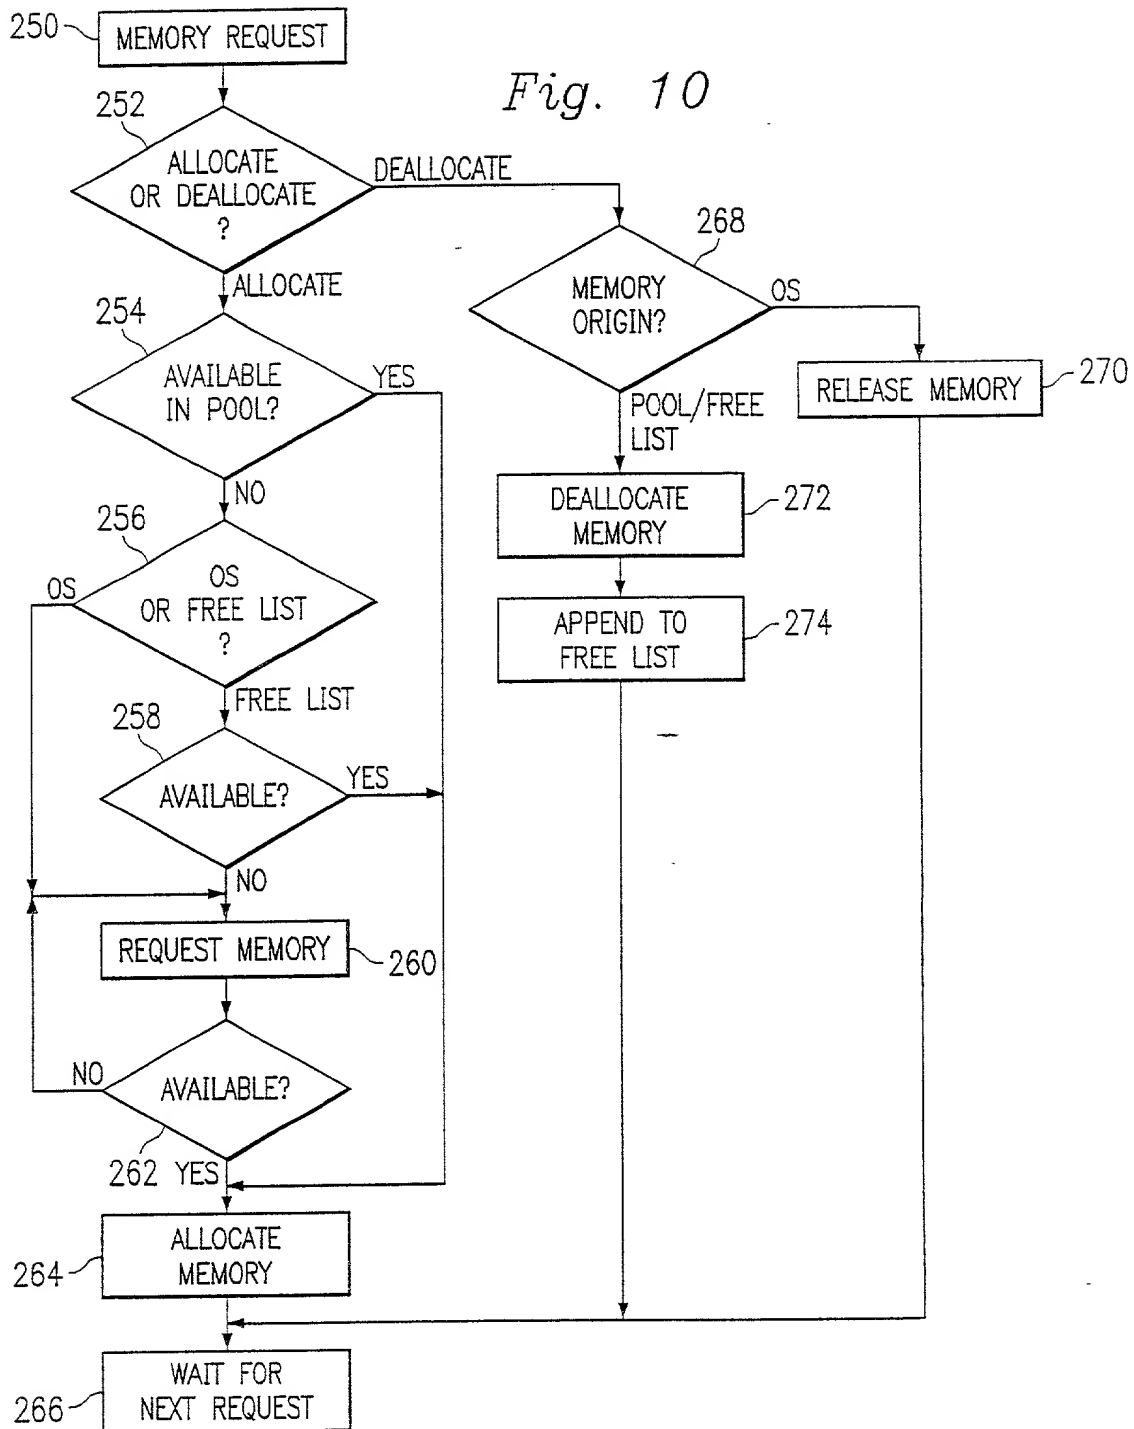 250
MEMORY REQUEST
Fig. 10
252
ALLOCATE
OR DEALLOCATE
?
DEALLOCATE
ALLOCATE
268
MEMORY
ORIGIN?
OS
254
AVAILABLE
IN POOL?
YES
RELEASE MEMORY
270
POOL/FREE
LIST
NO
DEALLOCATE
MEMORY
272
256
OS
OS
OR FREE LIST
?
APPEND TO
FREE LIST
274
FREE LIST
258
AVAILABLE?
YES
NO
REQUEST MEMORY
260
NO
AVAILABLE?
262
YES
ALLOCATE
MEMORY
264
WAIT FOR
NEXT REQUEST
266